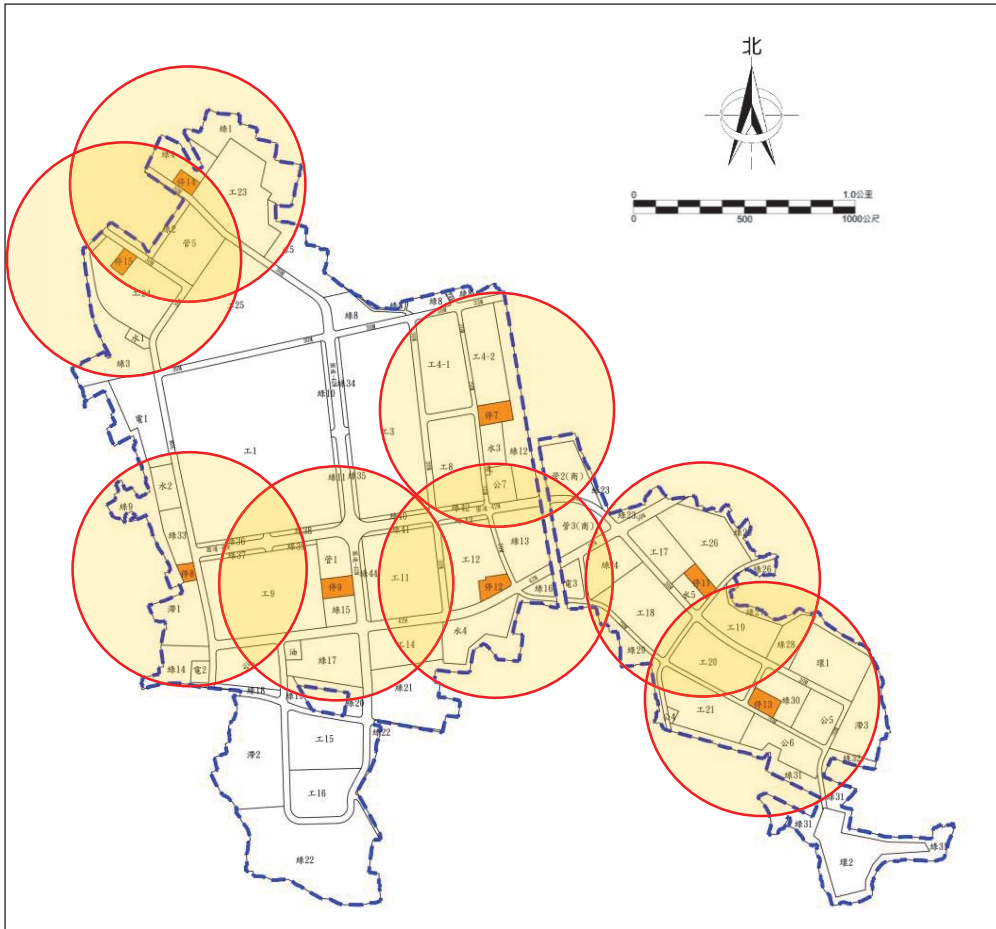 北
0
1.0公里
0
500
1000公尺
綠1
綠4
停14
工23
綠2
管5
停15
工24
水1
綠3
綠8
綠8
工4-1
工4-2
綠34
綠10
電1
工3
停7
工1
水3
綠12
工8
公7
水2
綠11
綠35
綠9
管2(商)
綠23
綠33
綠36
綠38
綠40
綠41
綠42
管3(商)
綠23
綠37
綠39
工12
綠13
工26
工17
停8
管1
綠44
工11
停9
停12
綠16
電3
停11
綠26
工9
綠15
水5
滯1
工18
工19
水4
工14
綠28
綠14
電2
油
綠17
綠29
工20
環1
綠18
綠20
綠21
停13
綠30
工21
公5
滯3
綠22
公4
公6
滯2
工15
綠32
綠31
工16
綠31
綠31
綠22
環2